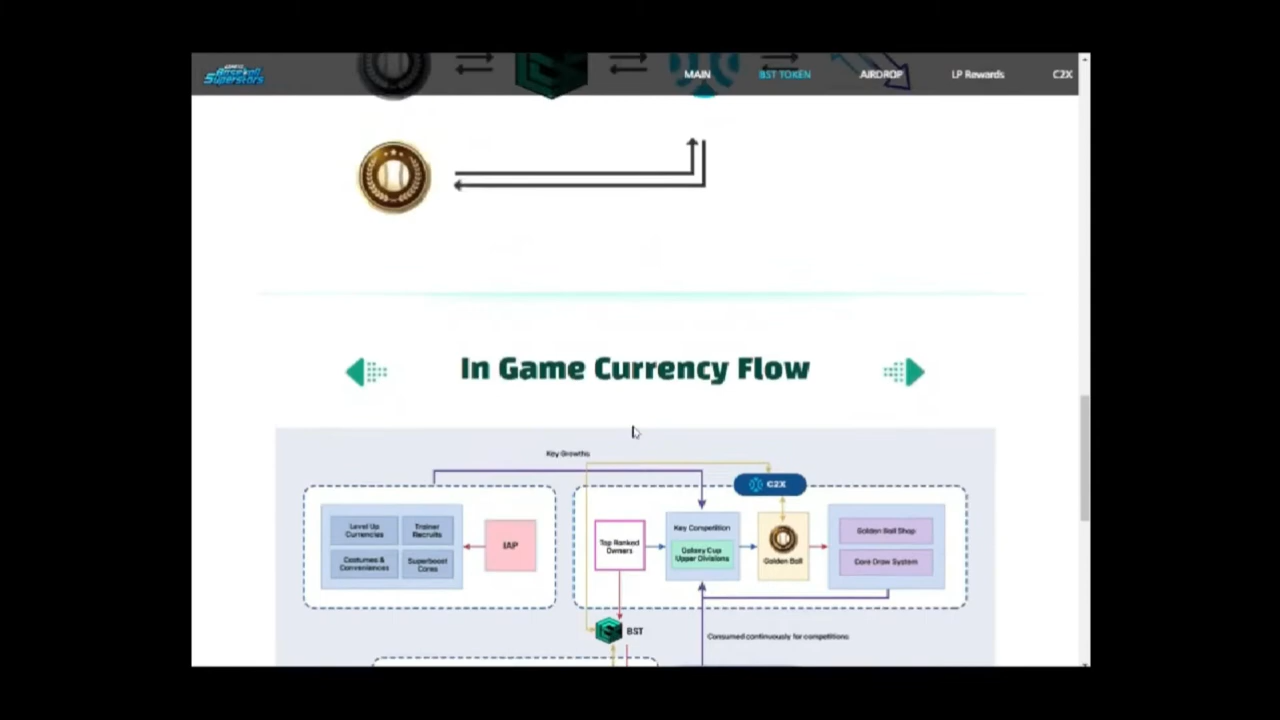 Baseball
Superstars
MAIN
BST TOKEN
AIRDROP
LP Rewards
C2X
In Game Currency Flow
Key Growths
C2X
Level Up
Currencies
Trainer
Recruits
Costumes &
Conveniences
Superboost
Cores
IAP
Top Ranked
Owners
Key Competition
Galaxy Cup
Upper Divisions
Golden Ball
Golden Ball Shop
Core Draw System
BST
Consumed continuously for competitions